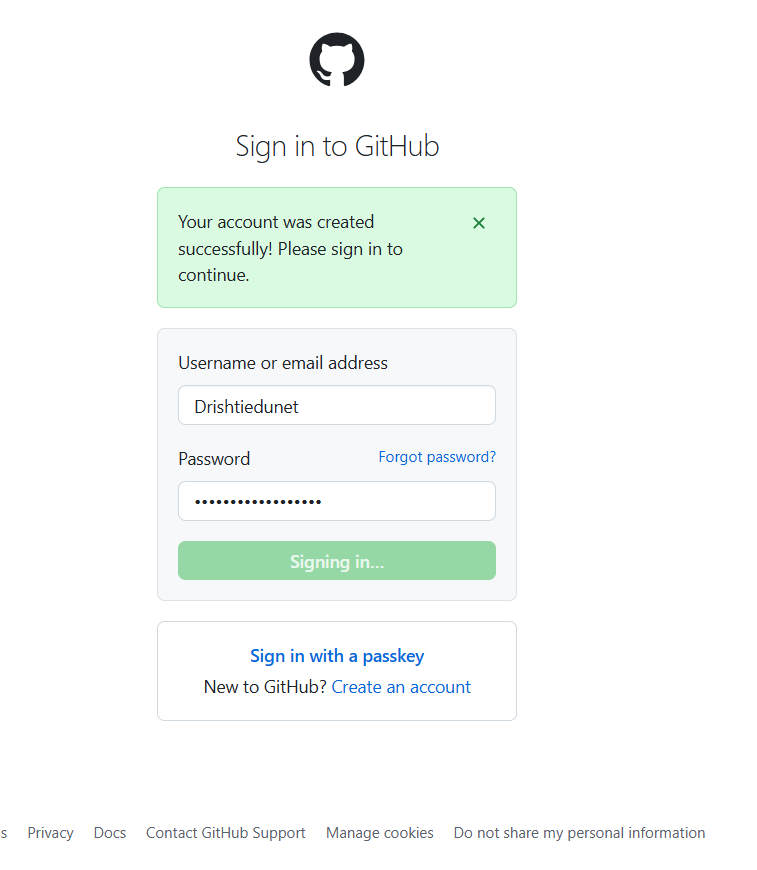 Sign in to GitHub
Your account was created
successfully! Please sign in to
continue.
Username or email address
Drishtiedunet
Password Forgot password?
••••••••••••••••••
Signing in...
Sign in with a passkey
New to GitHub? Create an account
s Privacy Docs Contact GitHub Support Manage cookies Do not share my personal information